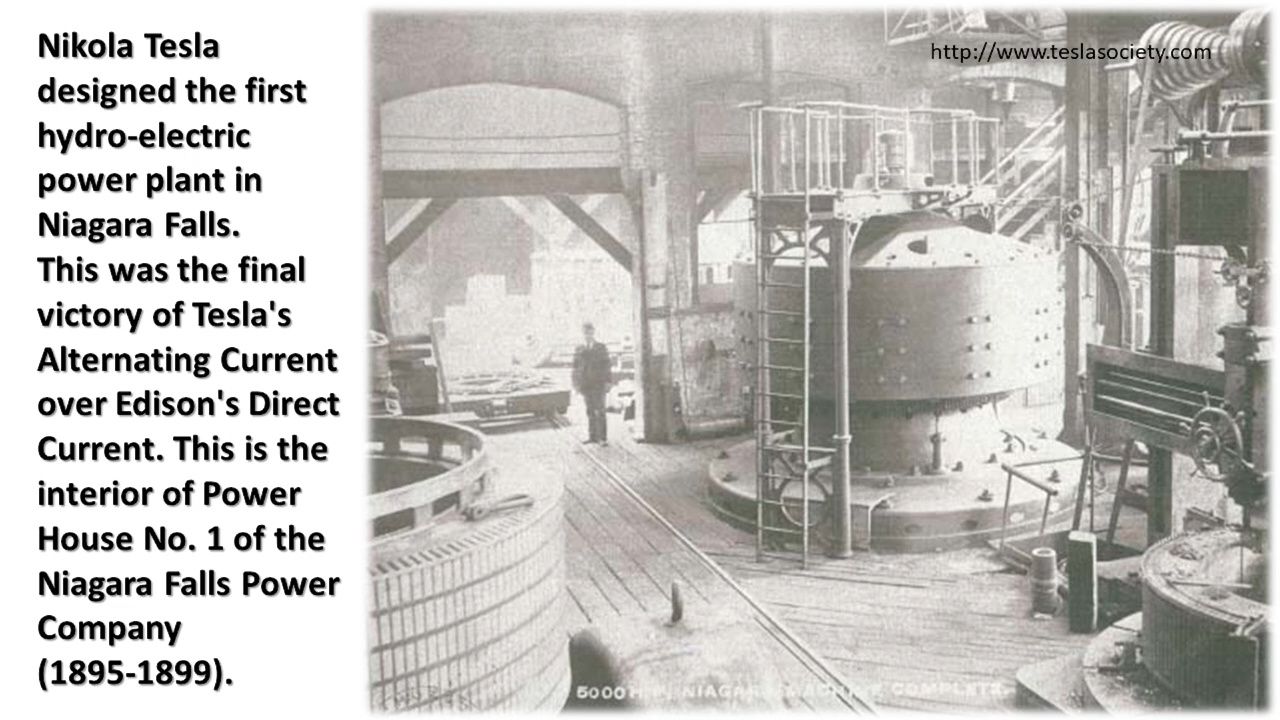 Nikola Tesla
designed the first
hydro-electric
power plant in
Niagara Falls.
This was the final
victory of Tesla's
Alternating Current
over Edison's Direct
Current. This is the
interior of Power
House No. 1 of the
Niagara Falls Power
Company
(1895-1899).
http://www.teslasociety.com
5000 H.P. NIAGARA MACHINE COMPLETE.